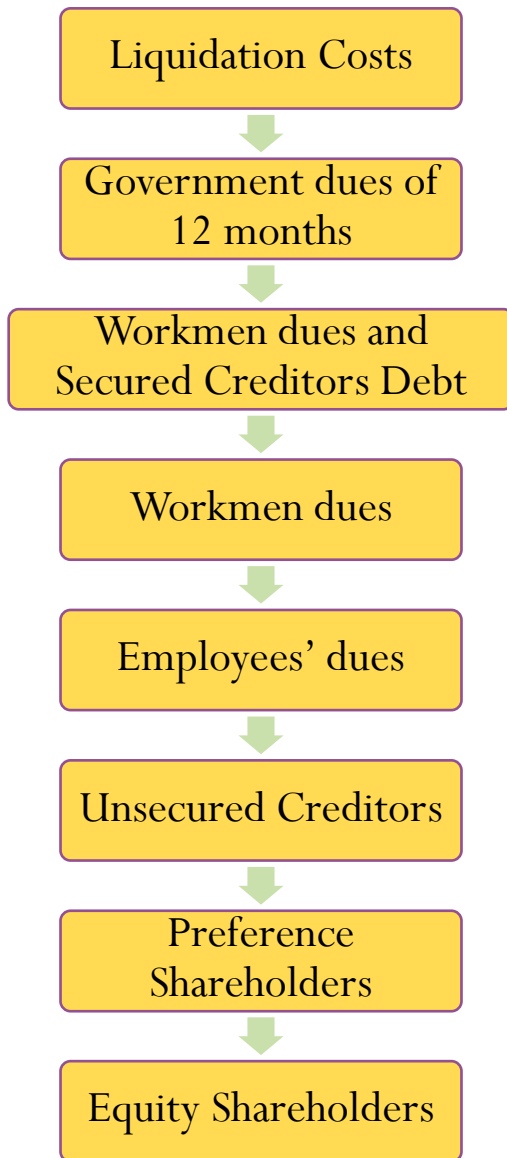 Liquidation Costs
Government dues of
12 months
Workmen dues and
Secured Creditors Debt
Workmen dues
Employees’ dues
Unsecured Creditors
Preference
Shareholders
Equity Shareholders